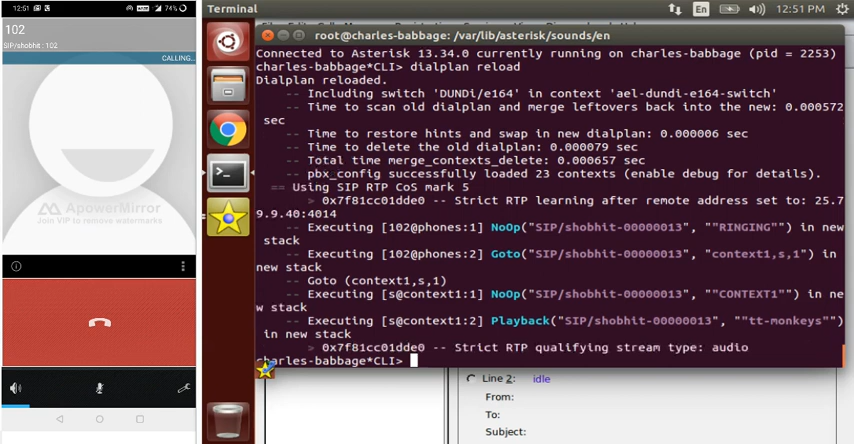 12:51
74%
102
SIP/shobhit : 102
CALLING...
ApowerMirror
Join VIP to remove watermarks
Terminal
En
12:51 PM
root@charles-babbage: /var/lib/asterisk/sounds/en
Connected to Asterisk 13.34.0 currently running on charles-babbage (pid = 2253)
charles-babbage*CLI> dialplan reload
Dialplan reloaded.
-- Including switch 'DUNDi/e164' in context 'ael-dundi-e164-switch'
-- Time to scan old dialplan and merge leftovers back into the new: 0.000572
sec
-- Time to restore hints and swap in new dialplan: 0.000006 sec
-- Time to delete the old dialplan: 0.000079 sec
-- Total time merge_contexts_delete: 0.000657 sec
-- pbx_config successfully loaded 23 contexts (enable debug for details).
== Using SIP RTP CoS mark 5
> 0x7f81cc01dde0 -- Strict RTP learning after remote address set to: 25.7
9.9.40:4014
-- Executing [102@phones:1] NoOp("SIP/shobhit-00000013", ""RINGING"") in new
stack
-- Executing [102@phones:2] Goto("SIP/shobhit-00000013", "context1,s,1") in
new stack
-- Goto (context1,s,1)
-- Executing [s@context1:1] NoOp("SIP/shobhit-00000013", ""CONTEXT1"") in ne
w stack
-- Executing [s@context1:2] Playback("SIP/shobhit-00000013", ""tt-monkeys"")
in new stack
> 0x7f81cc01dde0 -- Strict RTP qualifying stream type: audio
charles-babbage*CLI>
Line 2: idle
From:
To:
Subject: